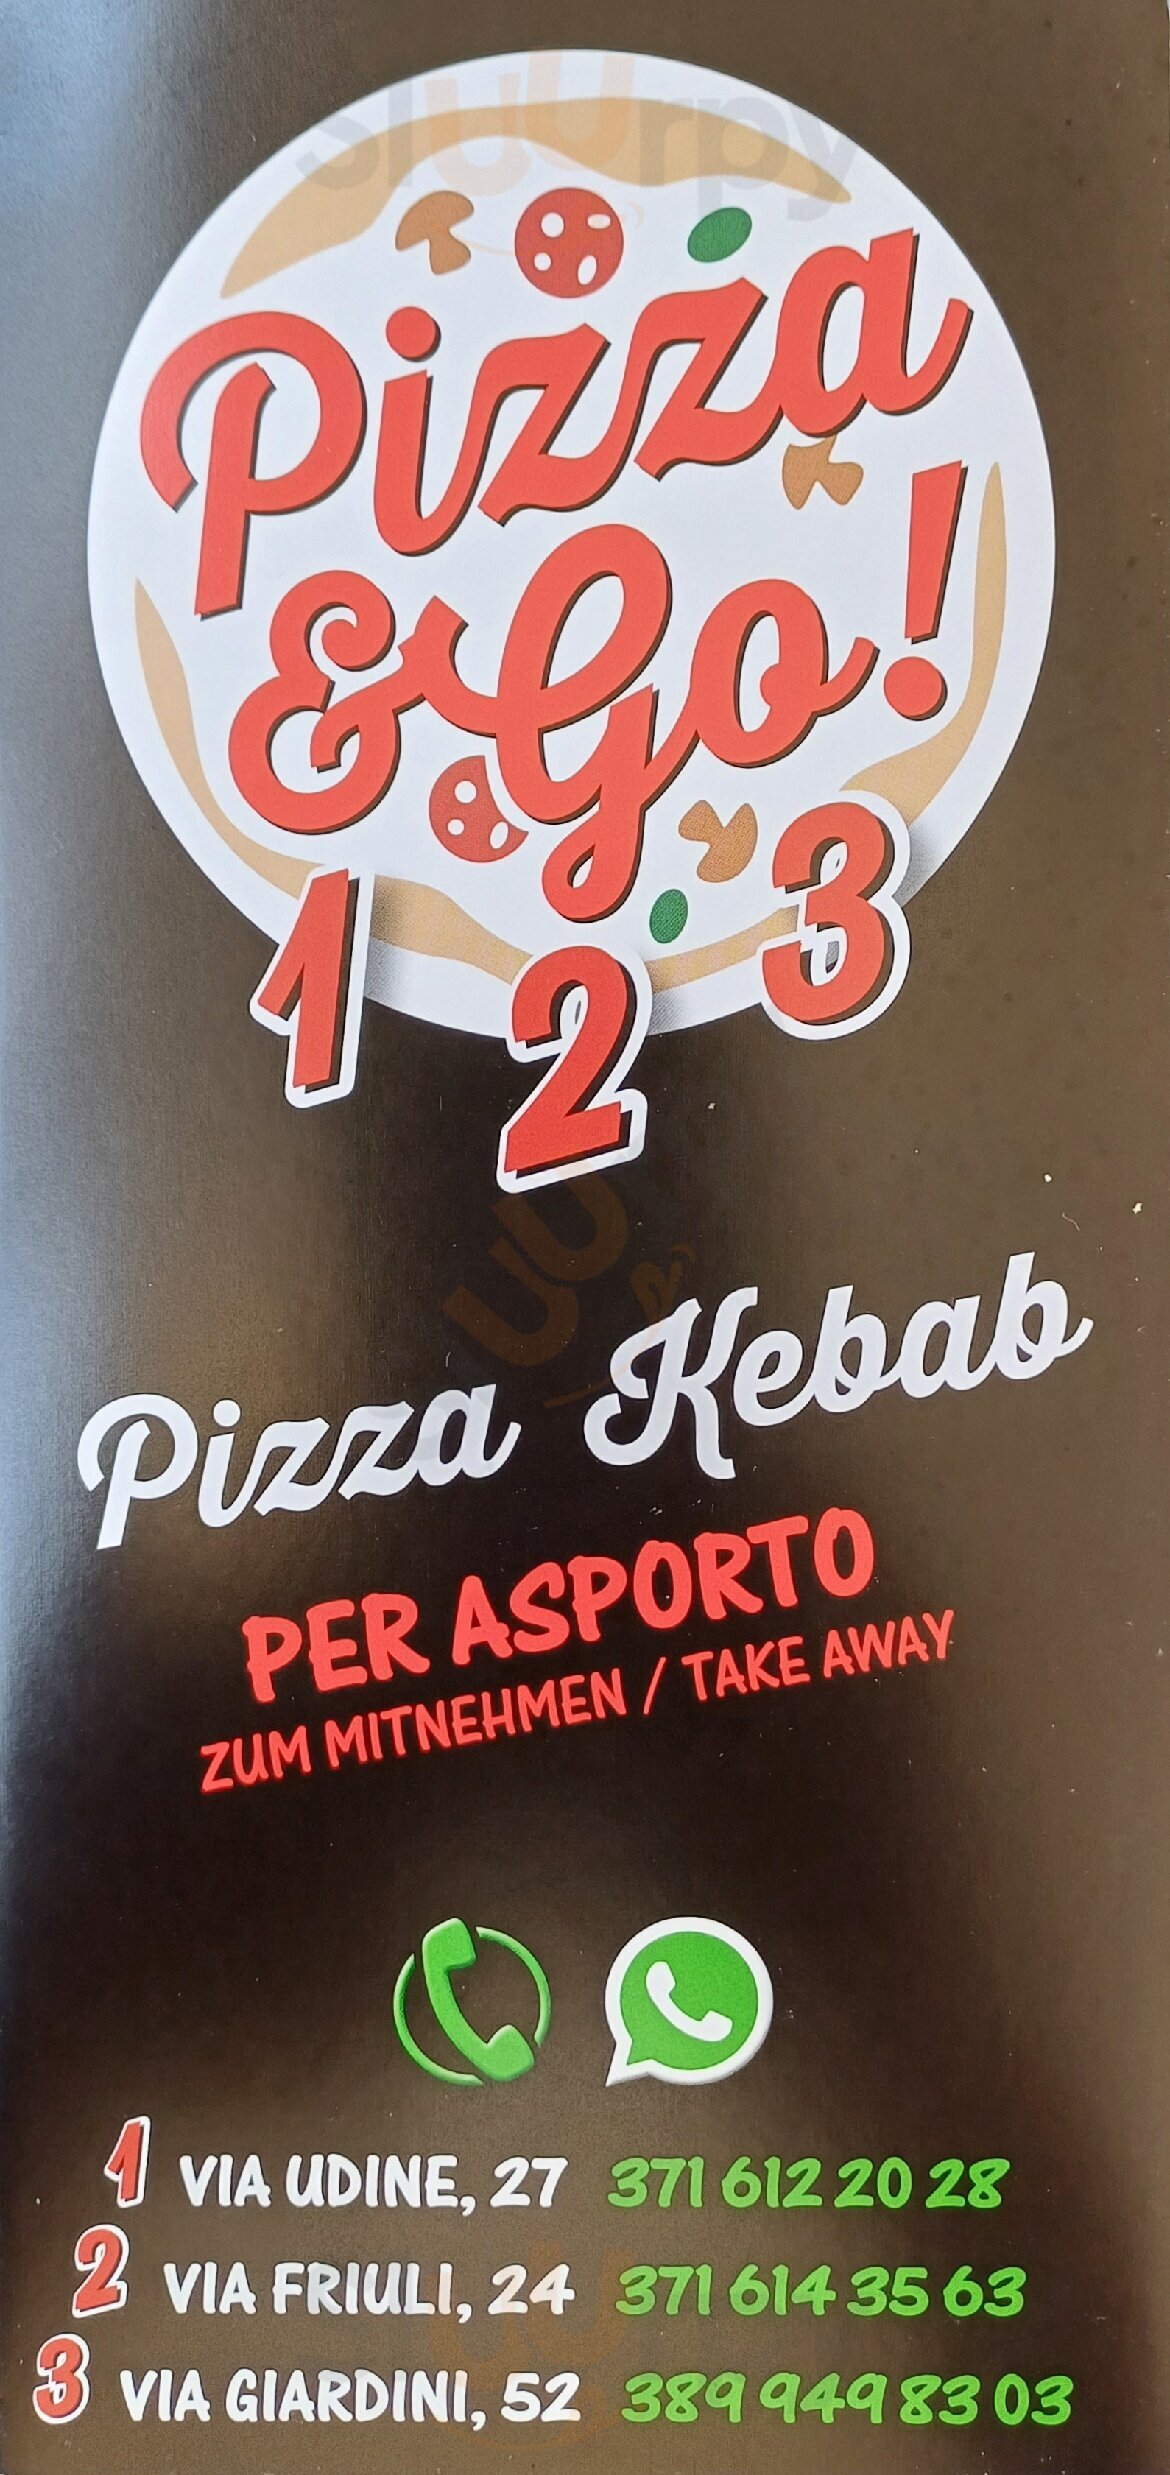 Sluurpy
Pizza
& Go!
1 2 3
Pizza Kebab
PER ASPORTO
ZUM MITNEHMEN / TAKE AWAY
1 VIA UDINE, 27 371 612 20 28
2 VIA FRIULI, 24 371 614 35 63
3 VIA GIARDINI, 52 389 949 83 03